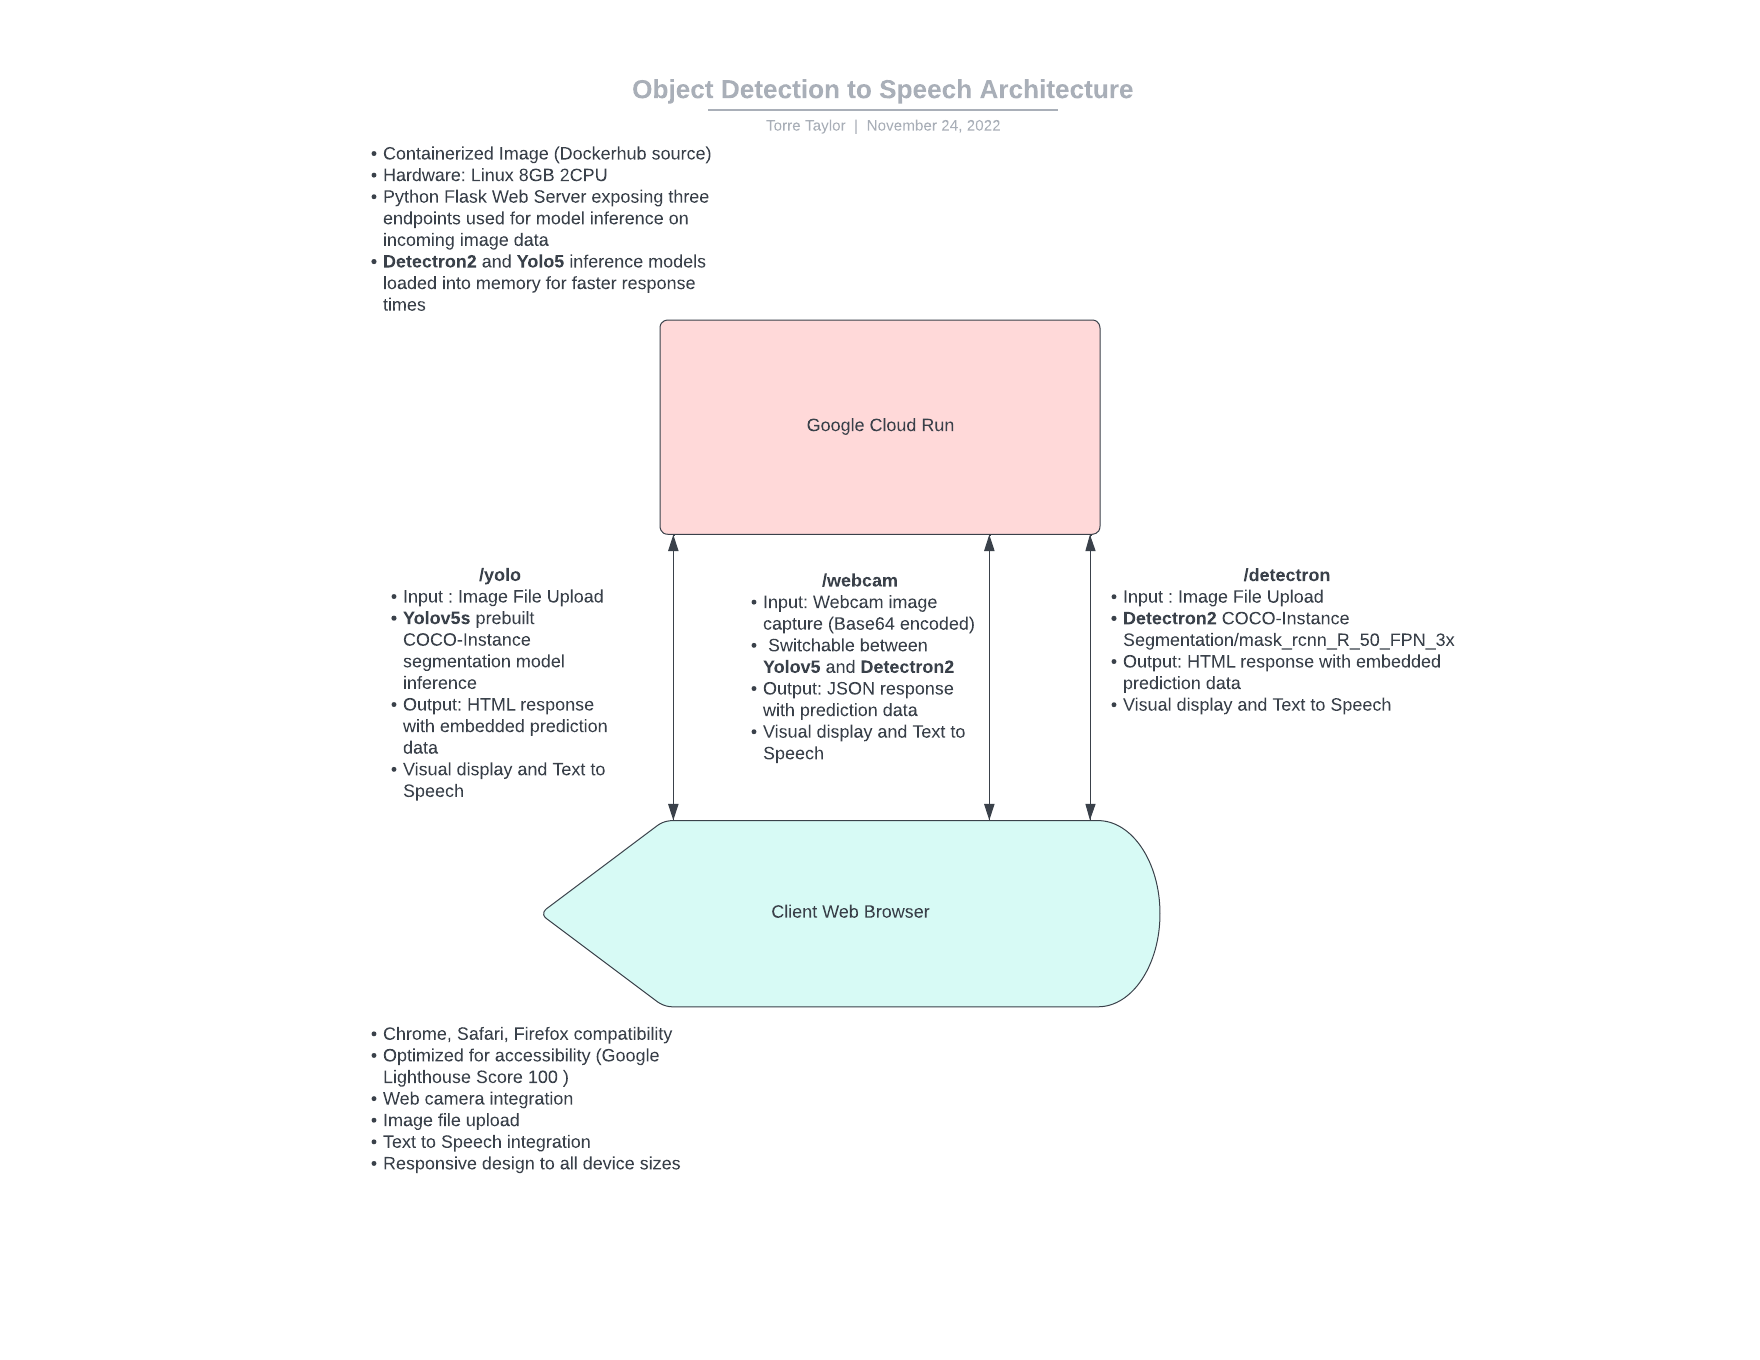 Object Detection to Speech Architecture
Torre Taylor | November 24, 2022
• Containerized Image (Dockerhub source)
• Hardware: Linux 8GB 2CPU
• Python Flask Web Server exposing three
endpoints used for model inference on
incoming image data
• Detectron2 and Yolo5 inference models
loaded into memory for faster response
times
Google Cloud Run
/yolo
• Input : Image File Upload
• Yolov5s prebuilt
COCO-Instance
segmentation model
inference
• Output: HTML response
with embedded prediction
data
• Visual display and Text to
Speech
/webcam
• Input: Webcam image
capture (Base64 encoded)
• Switchable between
Yolov5 and Detectron2
• Output: JSON response
with prediction data
• Visual display and Text to
Speech
/detectron
• Input : Image File Upload
• Detectron2 COCO-Instance
Segmentation/mask_rcnn_R_50_FPN_3x
• Output: HTML response with embedded
prediction data
• Visual display and Text to Speech
Client Web Browser
• Chrome, Safari, Firefox compatibility
• Optimized for accessibility (Google
Lighthouse Score 100 )
• Web camera integration
• Image file upload
• Text to Speech integration
• Responsive design to all device sizes